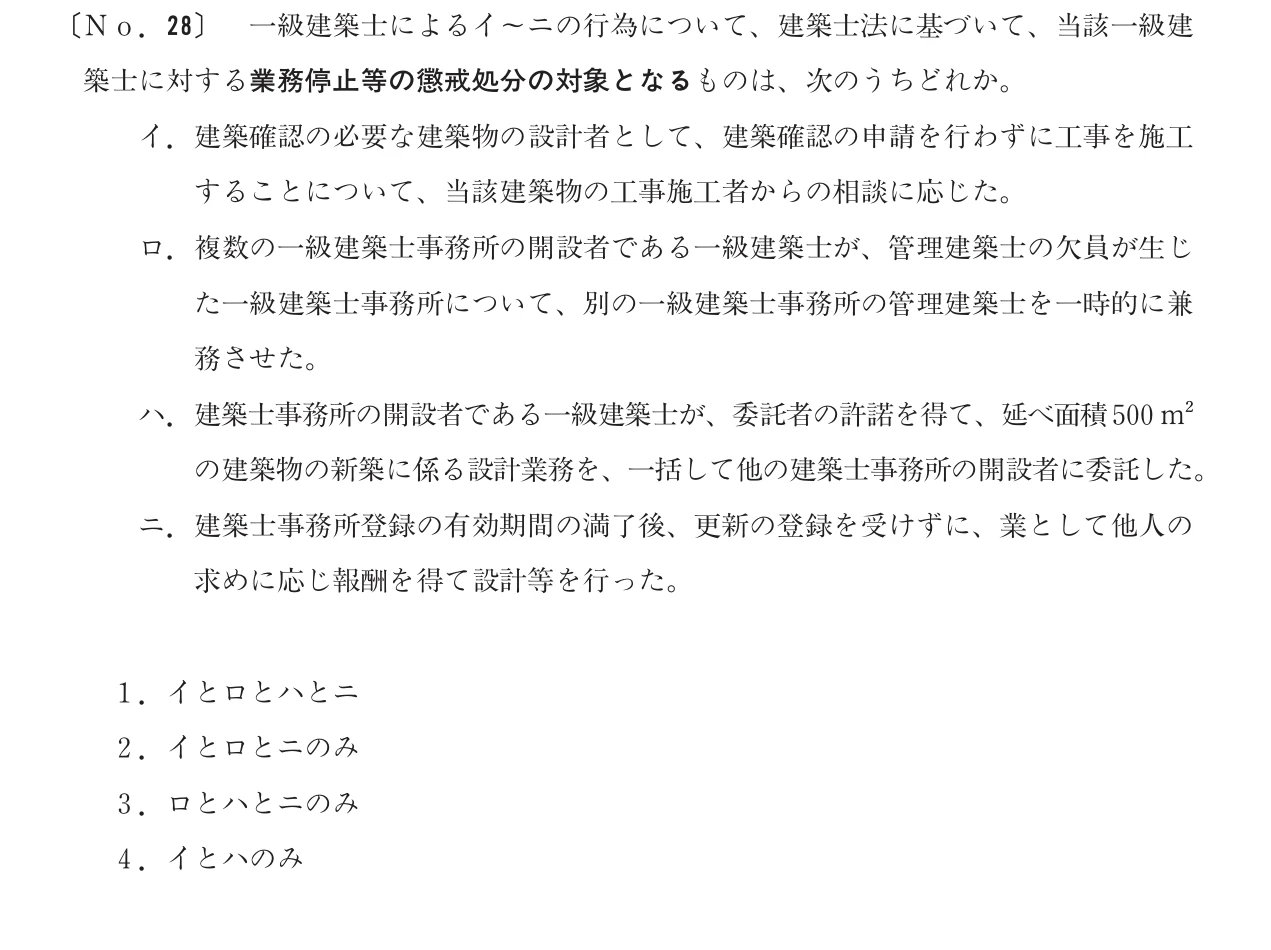 〔Ｎｏ．28〕　一級建築士によるイ～ニの行為について、建築士法に基づいて、当該一級建
築士に対する業務停止等の懲戒処分の対象となるものは、次のうちどれか。
イ．建築確認の必要な建築物の設計者として、建築確認の申請を行わずに工事を施工
することについて、当該建築物の工事施工者からの相談に応じた。
ロ．複数の一級建築士事務所の開設者である一級建築士が、管理建築士の欠員が生じ
た一級建築士事務所について、別の一級建築士事務所の管理建築士を一時的に兼
務させた。
ハ．建築士事務所の開設者である一級建築士が、委託者の許諾を得て、延べ面積500 m²
の建築物の新築に係る設計業務を、一括して他の建築士事務所の開設者に委託した。
ニ．建築士事務所登録の有効期間の満了後、更新の登録を受けずに、業として他人の
求めに応じ報酬を得て設計等を行った。
1．イとロとハとニ
2．イとロとニのみ
3．ロとハとニのみ
4．イとハのみ